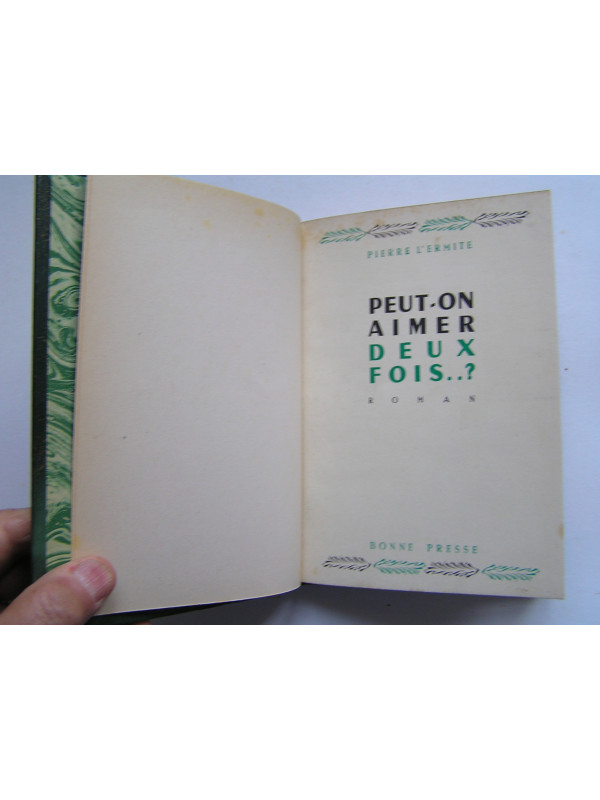 PIERRE L'ERMITE
PEUT-ON
AIMER
DEUX
FOIS..?
ROMAN
BONNE PRESSE